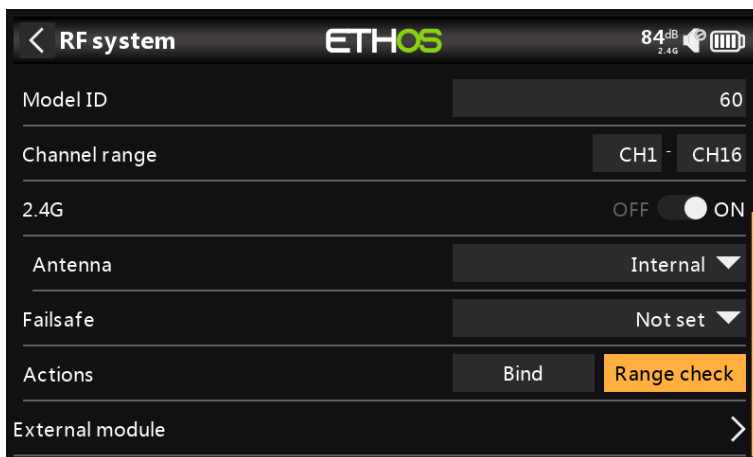 RF system ETHOS 84dB 2.4G
Model ID 60
Channel range CH1 - CH16
2.4G OFF ON
Antenna Internal
Failsafe Not set
Actions Bind Range check
External module